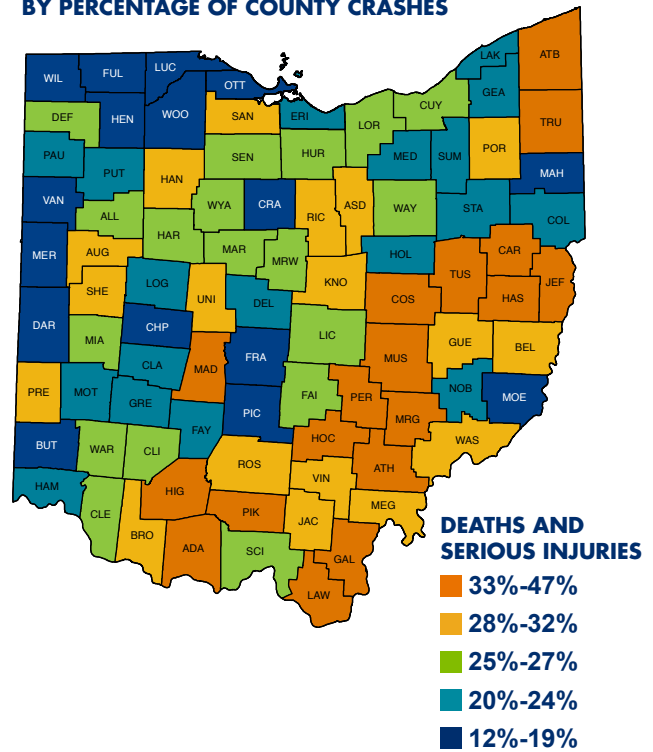 BY PERCENTAGE OF COUNTY CRASHES
LAK
ATB
LUC
FUL
WIL
OTT
GEA
CUY
WOO
SAN
ERI
DEF
HEN
LOR
TRU
POR
PAU
SEN
HUR
MED
SUM
PUT
MAH
HAN
VAN
WYA
CRA
ASD
WAY
STA
RIC
ALL
COL
HAR
MAR
AUG
MER
MRW
HOL
CAR
TUS
JEF
LOG
KNO
SHE
UNI
DEL
COS
HAS
DAR
CHP
LIC
MIA
GUE
BEL
FRA
MUS
CLA
MAD
NOB
PRE
MOT
FAI
PER
MOE
GRE
PIC
MRG
FAY
HOC
WAS
BUT
WAR
CLI
ROS
ATH
VIN
HAM
HIG
MEG
CLE
PIK
JAC
BRO
ADA
SCI
GAL
LAW
DEATHS AND
SERIOUS INJURIES
33%-47%
28%-32%
25%-27%
20%-24%
12%-19%